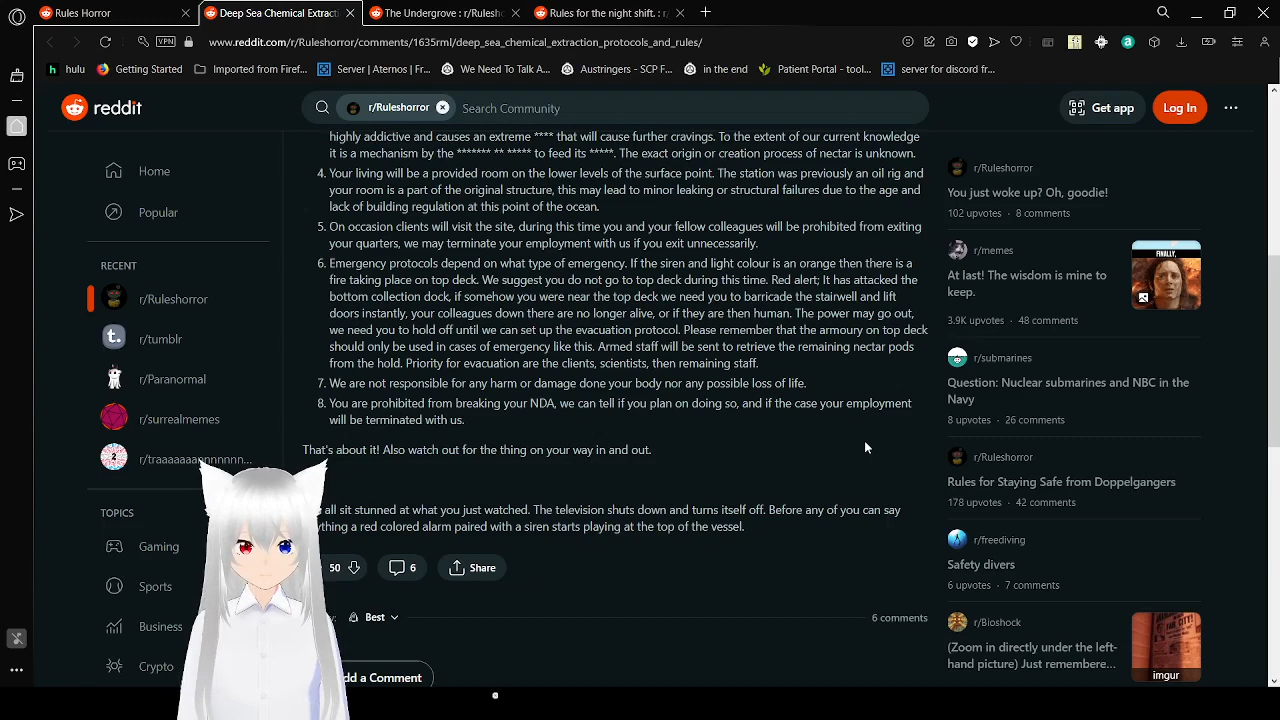 Rules Horror
Deep Sea Chemical Extracti
The Undergrove : r/Rulesh
Rules for the night shift. : r/
VPN
www.reddit.com/r/Ruleshorror/comments/1625rml/deep_sea_chemical_extraction_protocols_and_rules/
hulu
Getting Started
Imported from Firef...
Server | Aternos | Fr...
We Need To Talk A...
Austringers - SCP F...
in the end
Patient Portal - tool...
server for discord fr...
reddit
r/Ruleshorror
Search Community
Get app
Log In
highly addictive and causes an extreme **** that will cause further cravings. To the extent of our current knowledge
it is a mechanism by the ******* ** ***** to feed its *****. The exact origin or creation process of nectar is unknown.
4. Your living will be a provided room on the lower levels of the surface point. The station was previously an oil rig and
your room is a part of the original structure, this may lead to minor leaking or structural failures due to the age and
lack of building regulation at this point of the ocean.
5. On occasion clients will visit the site, during this time you and your fellow colleagues will be prohibited from exiting
your quarters, we may terminate your employment with us if you exit unnecessarily.
6. Emergency protocols depend on what type of emergency. If the siren and light colour is an orange then there is a
fire taking place on top deck. We suggest you do not go to top deck during this time. Red alert; It has attacked the
bottom collection dock, if somehow you were near the top deck we need you to barricade the stairwell and lift
doors instantly, your colleagues down there are no longer alive, or if they are then human. The power may go out,
we need you to hold off until we can set up the evacuation protocol. Please remember that the armoury on top deck
should only be used in cases of emergency like this. Armed staff will be sent to retrieve the remaining nectar pods
from the hold. Priority for evacuation are the clients, scientists, then remaining staff.
7. We are not responsible for any harm or damage done your body nor any possible loss of life.
8. You are prohibited from breaking your NDA, we can tell if you plan on doing so, and if the case your employment
will be terminated with us.
That's about it! Also watch out for the thing on your way in and out.
all sit stunned at what you just watched. The television shuts down and turns itself off. Before any of you can say
ything a red colored alarm paired with a siren starts playing at the top of the vessel.
50
6
Share
Best
6 comments
dd a Comment
Home
Popular
RECENT
r/Ruleshorror
r/tumblr
r/Paranormal
r/surrealmemes
r/traaaaaaannnnnn...
TOPICS
Gaming
Sports
Business
Crypto
r/Ruleshorror
You just woke up? Oh, goodie!
102 upvotes • 8 comments
r/memes
At last! The wisdom is mine to
keep.
3.9K upvotes • 48 comments
FINALLY,
r/submarines
Question: Nuclear submarines and NBC in the
Navy
8 upvotes • 26 comments
r/Ruleshorror
Rules for Staying Safe from Doppelgangers
178 upvotes • 42 comments
r/freediving
Safety divers
6 upvotes • 7 comments
r/Bioshock
(Zoom in directly under the left-
hand picture) Just remembere...
imgur